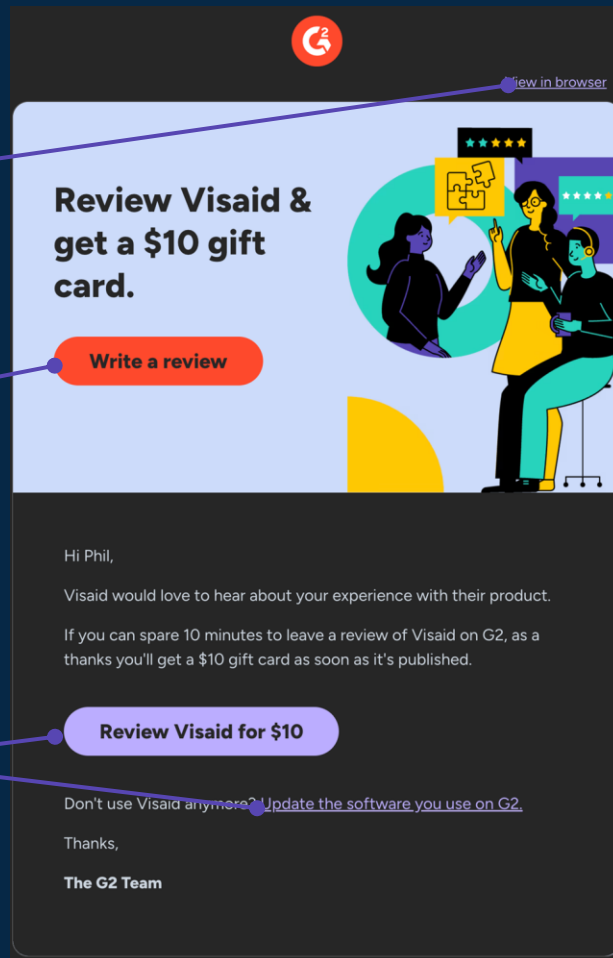 G2
View in browser
Review Visaid &
get a $10 gift
card.
Write a review
Hi Phil,
Visaid would love to hear about your experience with their product.
If you can spare 10 minutes to leave a review of Visaid on G2, as a
thanks you'll get a $10 gift card as soon as it's published.
Review Visaid for $10
Don't use Visaid anymore? Update the software you use on G2.
Thanks,
The G2 Team